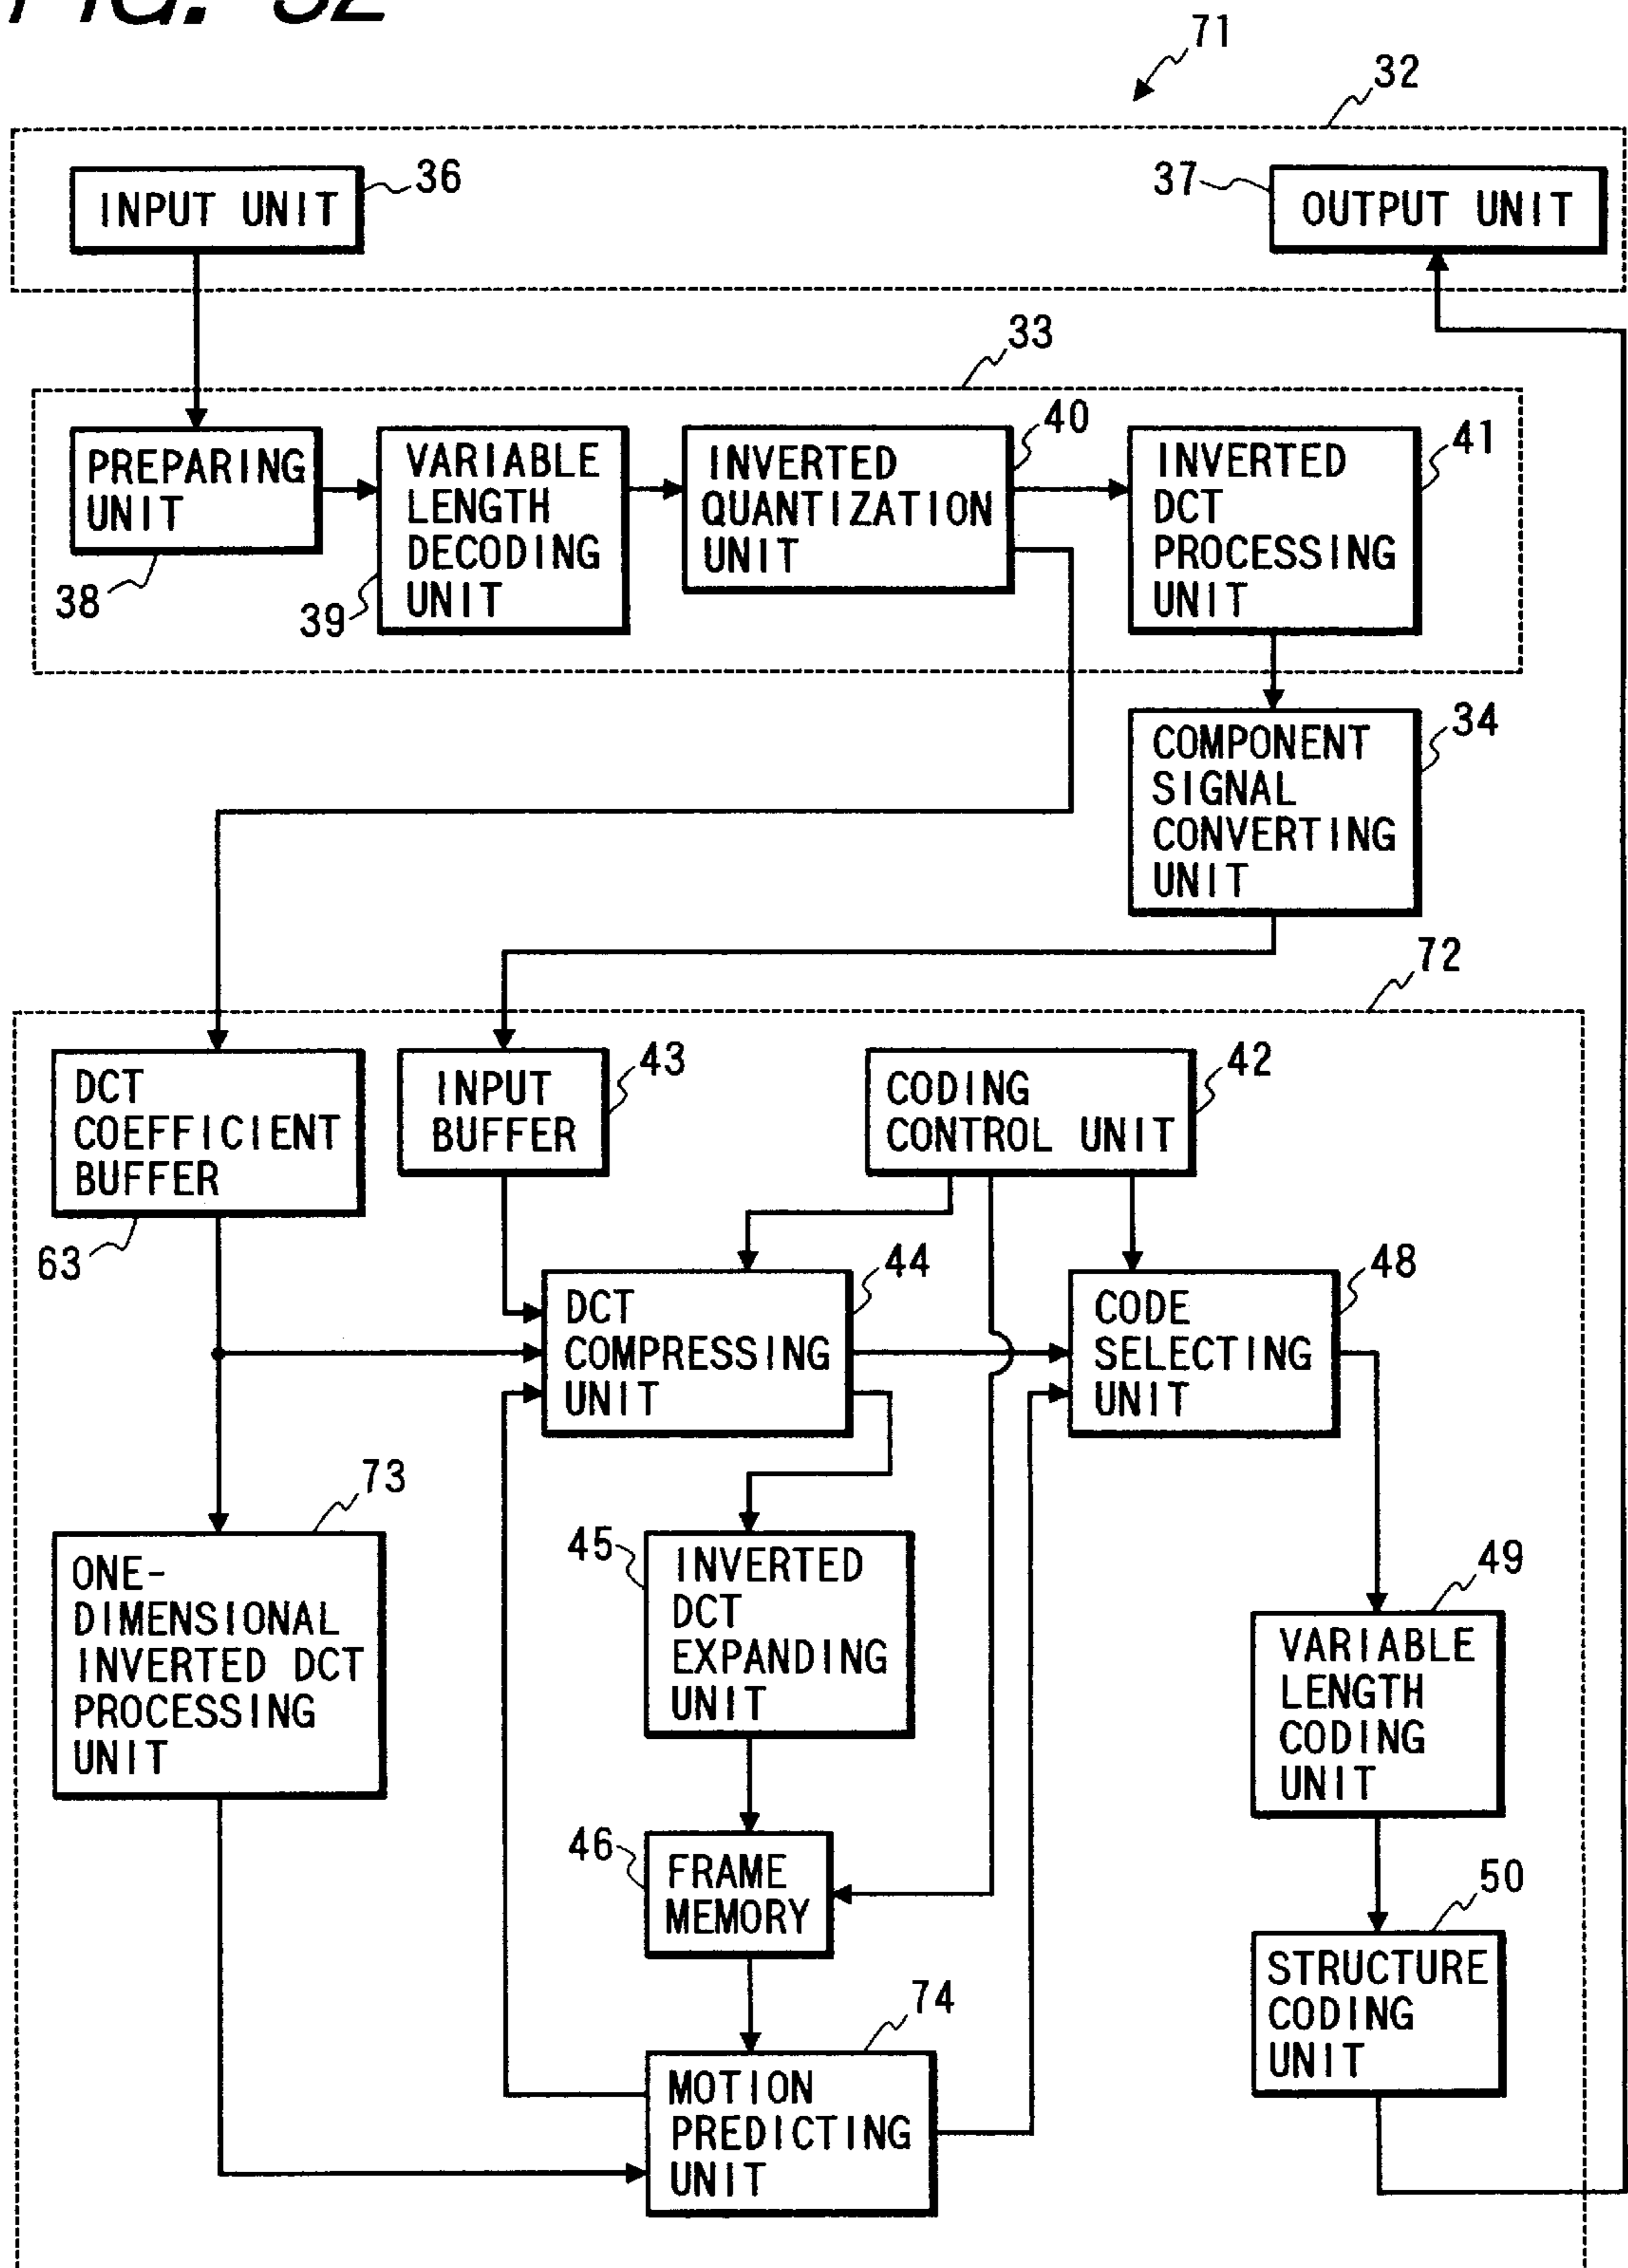 FIG. 32
71
32
INPUT UNIT
36
37
OUTPUT UNIT
33
PREPARING
UNIT
38
VARIABLE
LENGTH
DECODING
UNIT
39
INVERTED
QUANTIZATION
UNIT
40
INVERTED
DCT
PROCESSING
UNIT
41
COMPONENT
SIGNAL
CONVERTING
UNIT
34
72
DCT
COEFFICIENT
BUFFER
63
INPUT
BUFFER
43
CODING
CONTROL UNIT
42
DCT
COMPRESSING
UNIT
44
CODE
SELECTING
UNIT
48
73
ONE-
DIMENSIONAL
INVERTED DCT
PROCESSING
UNIT
45
INVERTED
DCT
EXPANDING
UNIT
49
VARIABLE
LENGTH
CODING
UNIT
46
FRAME
MEMORY
50
STRUCTURE
CODING
UNIT
74
MOTION
PREDICTING
UNIT